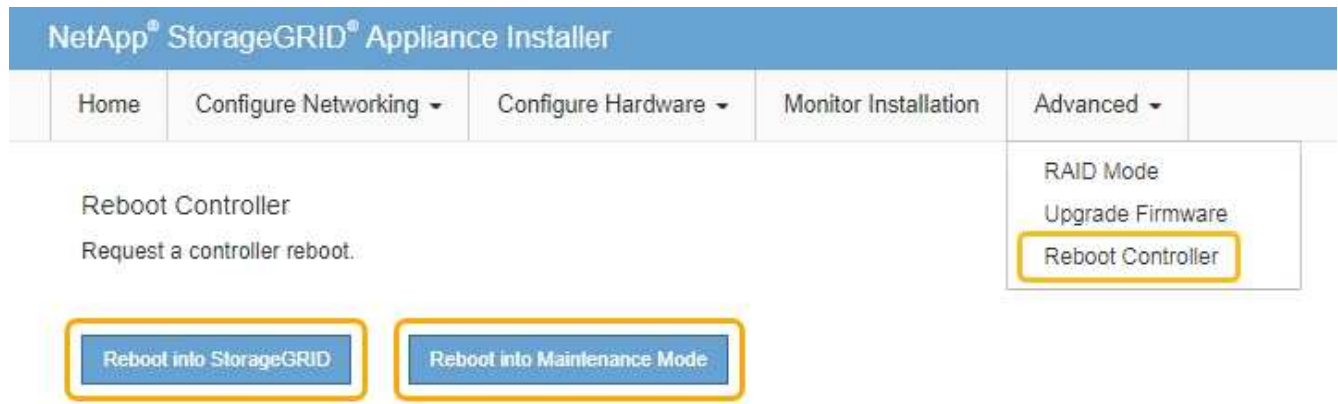 NetApp® StorageGRID® Appliance Installer
Home Configure Networking Configure Hardware Monitor Installation Advanced
RAID Mode
Upgrade Firmware
Reboot Controller
Reboot Controller
Request a controller reboot.
Reboot into StorageGRID Reboot into Maintenance Mode